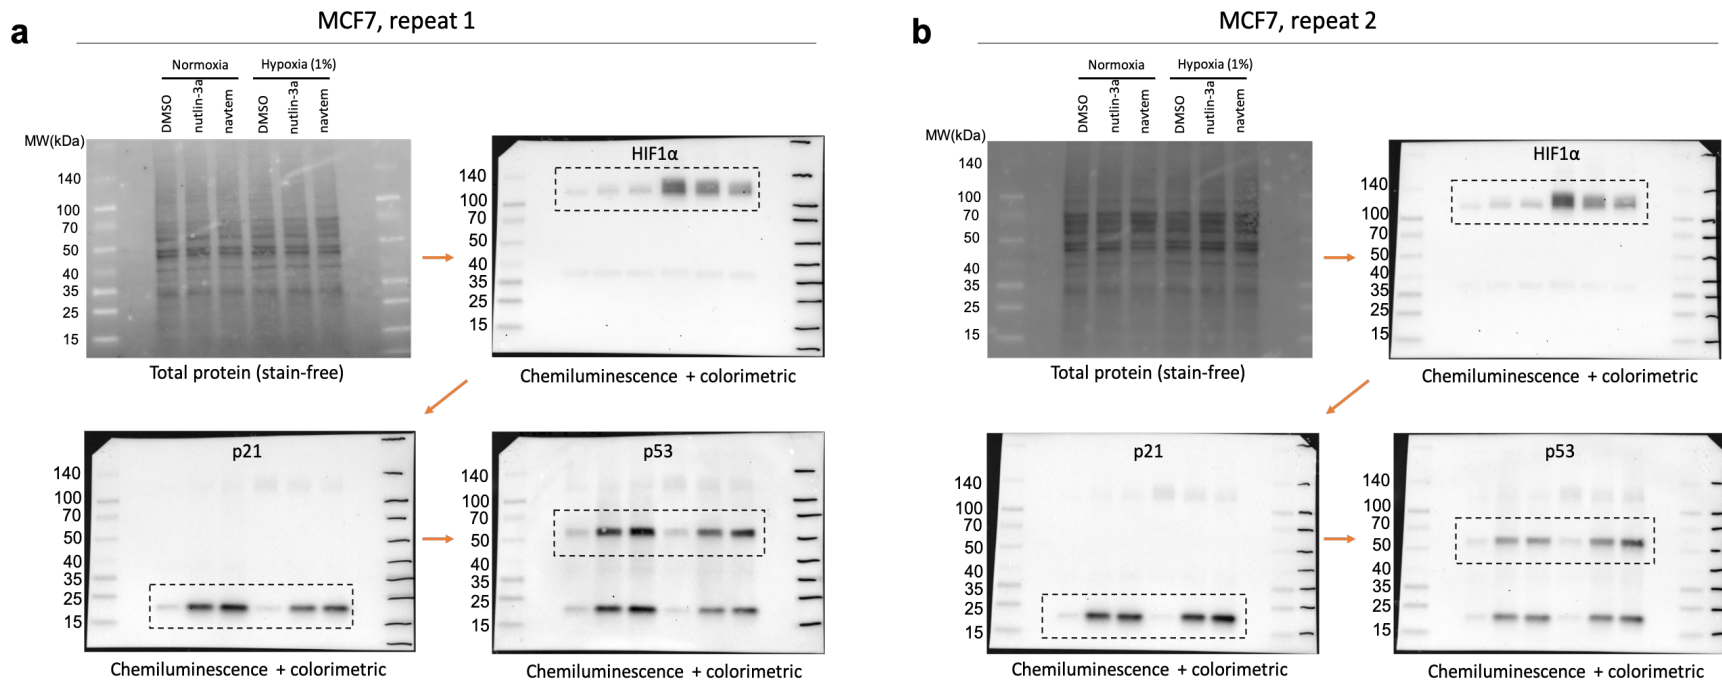 a
MCF7, repeat 1
Normoxia
Hypoxia (1%)
DMSO
nutlin-3a
navtem
DMSO
nutlin-3a
navtem
MW(kDa)
140
100
70
50
40
35
25
15
Total protein (stain-free)
HIF1α
140
100
70
50
40
35
25
15
Chemiluminescence + colorimetric
p21
140
100
70
50
40
35
25
15
Chemiluminescence + colorimetric
p53
140
100
70
50
40
35
25
15
Chemiluminescence + colorimetric
b
MCF7, repeat 2
Normoxia
Hypoxia (1%)
DMSO
nutlin-3a
navtem
DMSO
nutlin-3a
navtem
MW(kDa)
140
100
70
50
40
35
25
15
Total protein (stain-free)
HIF1α
140
100
70
50
40
35
25
15
Chemiluminescence + colorimetric
p21
140
100
70
50
40
35
25
15
Chemiluminescence + colorimetric
p53
140
100
70
50
40
35
25
15
Chemiluminescence + colorimetric